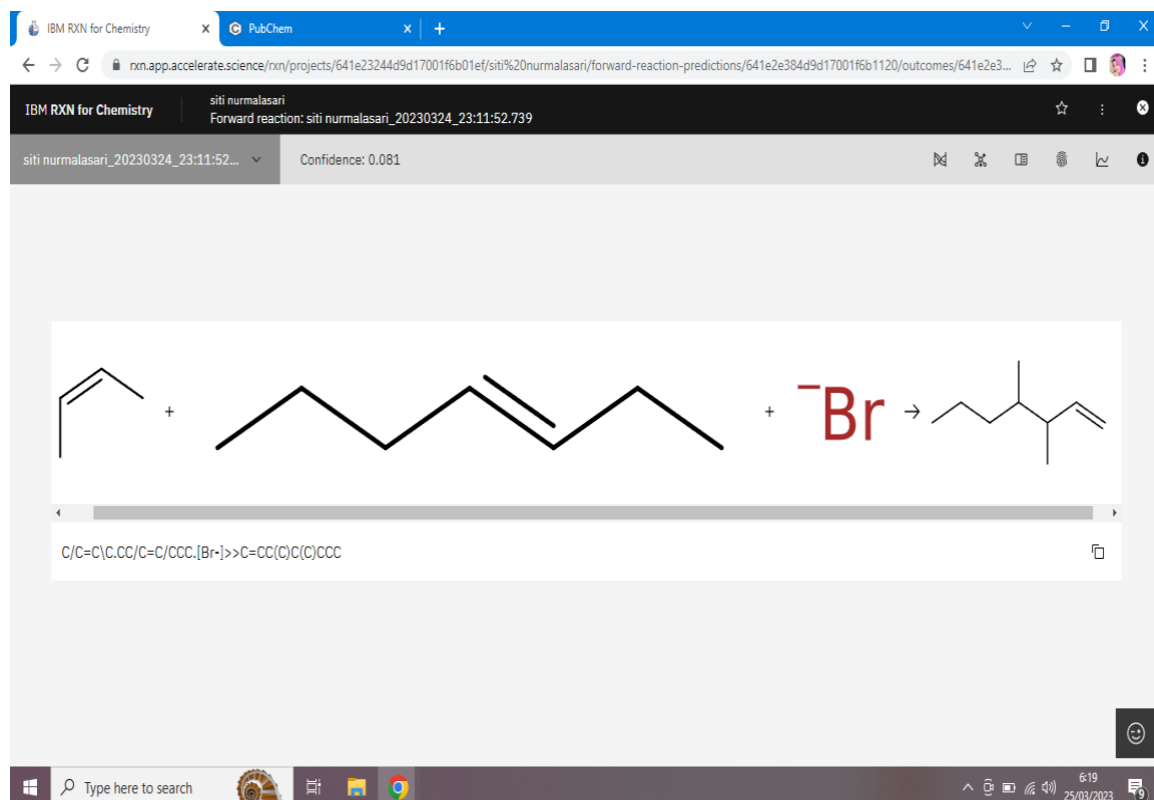 IBM RXN for Chemistry
PubChem
rxn.app.accelerate.science/rxn/projects/641e23244d9d17001f6b01ef/siti%20nurmalasari/forward-reaction-predictions/641e2e384d9d17001f6b1120/outcomes/641e2e3...
IBM RXN for Chemistry
siti nurmalasari
Forward reaction: siti nurmalasari_20230324_23:11:52.739
siti nurmalasari_20230324_23:11:52...
Confidence: 0.081
+ + ⁻Br →
C/C=C\C.CC/C=C/CCC.[Br-]>>C=CC(C)C(C)CCC
Type here to search
6:19
25/03/2023
9